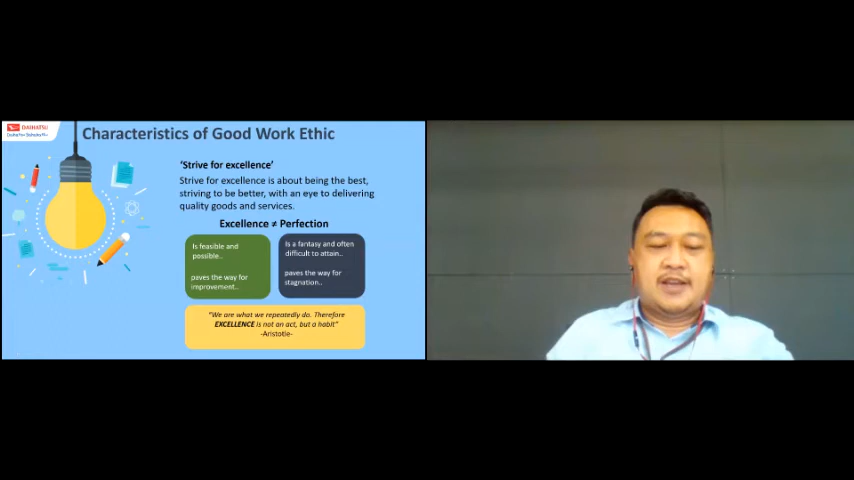 DAIHATSU
Characteristics of Good Work Ethic
'Strive for excellence'
Strive for excellence is about being the best,
striving to be better, with an eye to delivering
quality goods and services.
Excellence ≠ Perfection
Is feasible and
possible..
paves the way for
improvement..
Is a fantasy and often
difficult to attain..
paves the way for
stagnation..
"We are what we repeatedly do. Therefore
EXCELLENCE is not an act, but a habit"
-Aristotle-